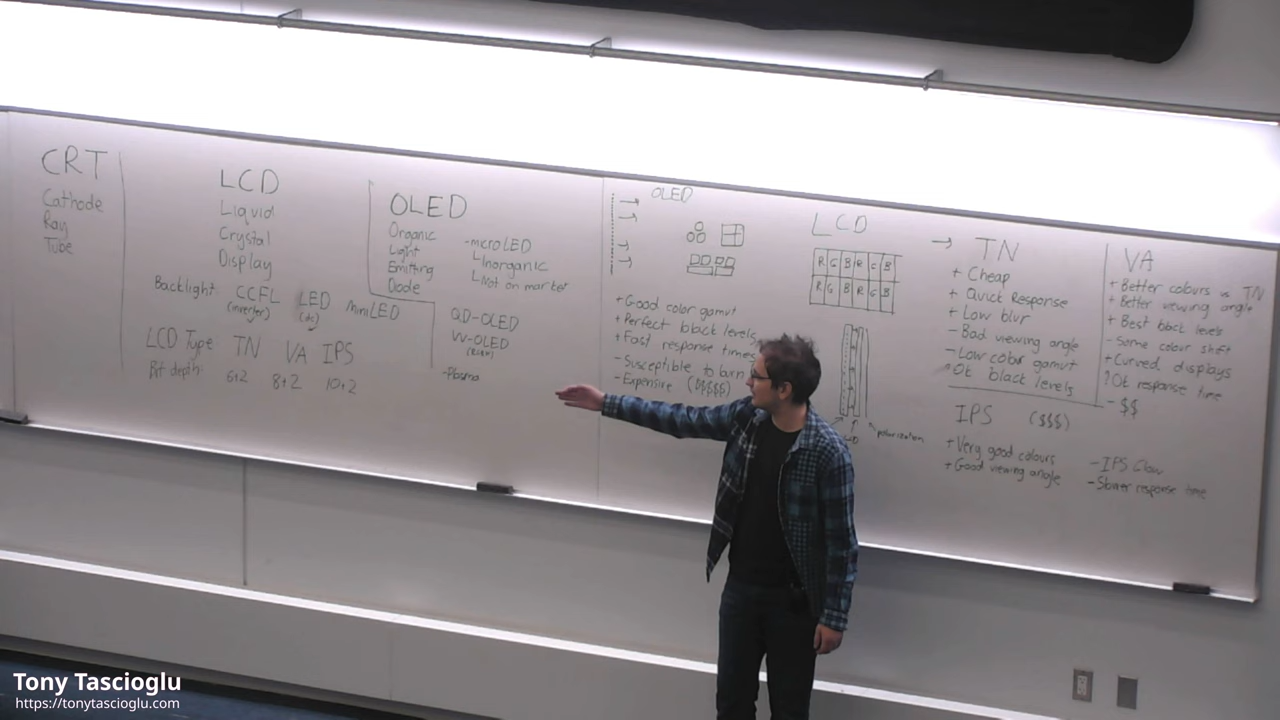 CRT
Cathode
Ray
Tube
LCD
Liquid
Crystal
Display
Backlight: CCFL LED miniLED
(inverter) (dc)
LCD Type TN VA IPS
Bit depth: 6+2 8+2 10+2
OLED
Organic
Light
Emitting
Diode
-microLED
Inorganic
Not on market
QD-OLED
W-OLED
-Plasma
OLED
+Good color gamut
+Perfect black levels
+Fast response times
-Susceptible to burn
-Expensive ($$$$$)
LCD
R G B R G B
R G B R G B
polarization
→ TN
+ Cheap
+ Quick Response
+ Low blur
- Bad viewing angle
- Low color gamut
Ok black levels
VA
+ Better colours vs TN
+ Better viewing angle
+ Best black levels
- Some colour shift
+ Curved displays
? Ok response time
- $$
IPS ($$$)
+ Very good colours
+ Good viewing angle
- IPS Glow
- Slower response time
Tony Tascioglu
https://tonytascioglu.com